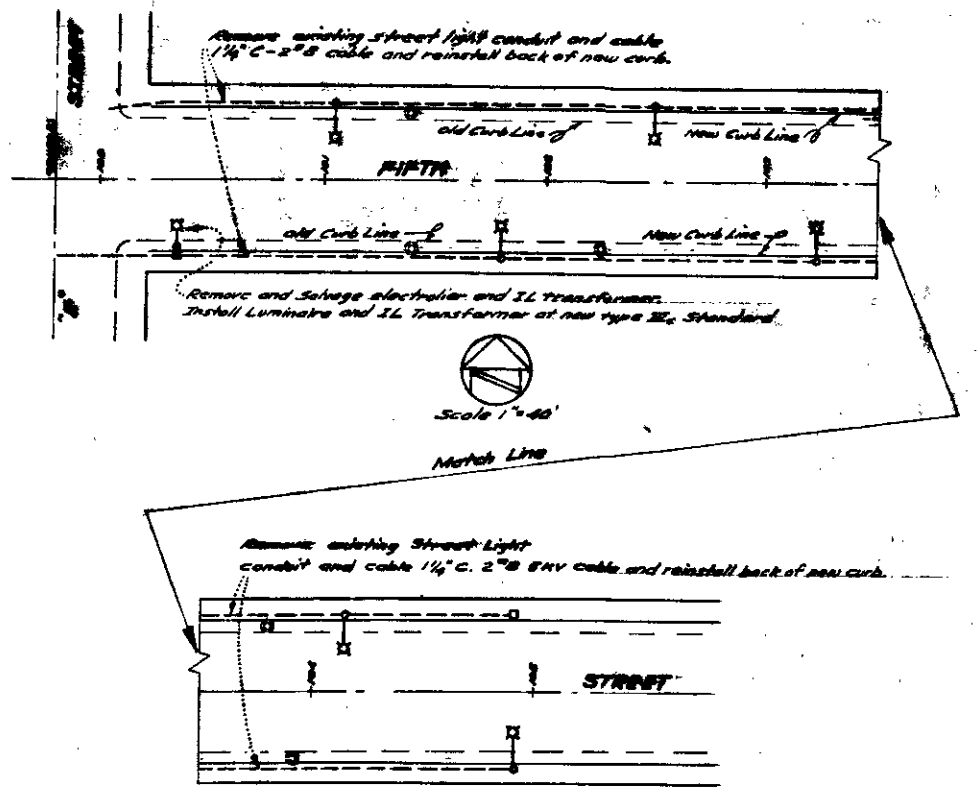 Remove existing street light conduit and cable
1¼" C-2#8 cable and reinstall back of new curb.
STREET
old Curb Line
New Curb Line
FIFTH
old Curb Line
New Curb Line
Remove and Salvage electrolier and IL transformer.
Install Luminaire and IL Transformer at new type Standard
Scale 1"=40'
Match Line
Remove existing Street Light
conduit and cable 1¼" C. 2#8 5KV cable and reinstall back of new curb.
STREET